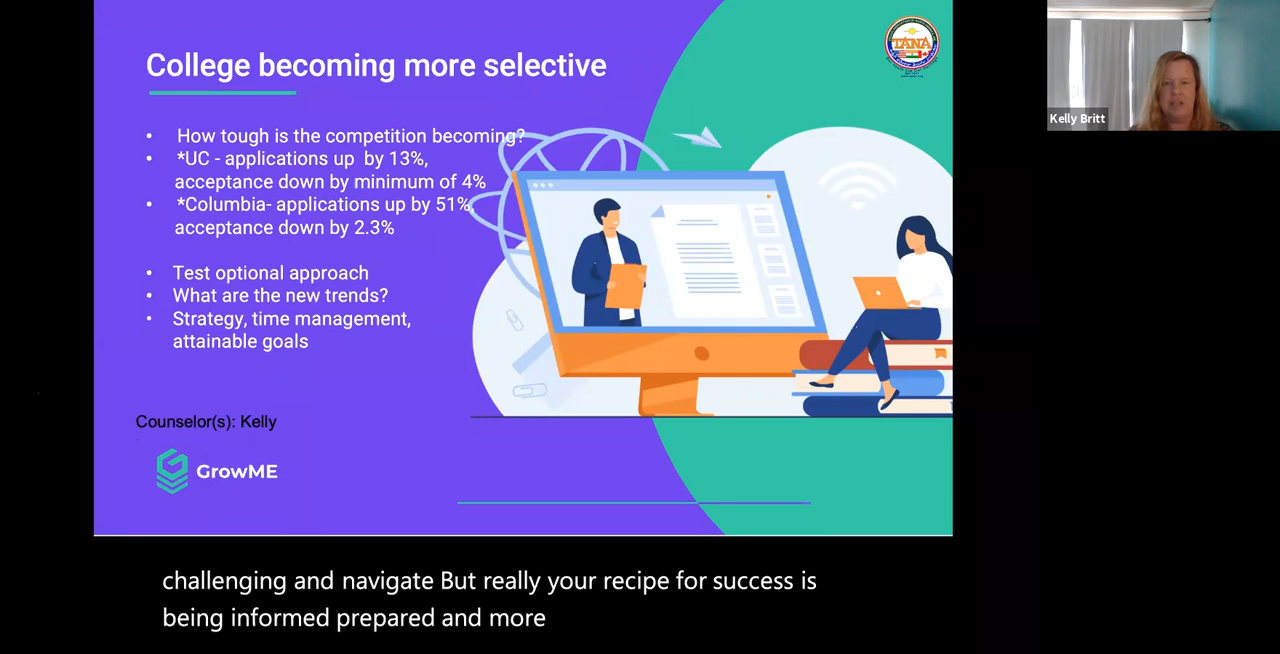 College becoming more selective
TANA
• How tough is the competition becoming?
• *UC - applications up by 13%,
acceptance down by minimum of 4%
• *Columbia- applications up by 51%,
acceptance down by 2.3%
• Test optional approach
• What are the new trends?
• Strategy, time management,
attainable goals
Counselor(s): Kelly
GrowME
Kelly Britt
challenging and navigate But really your recipe for success is
being informed prepared and more